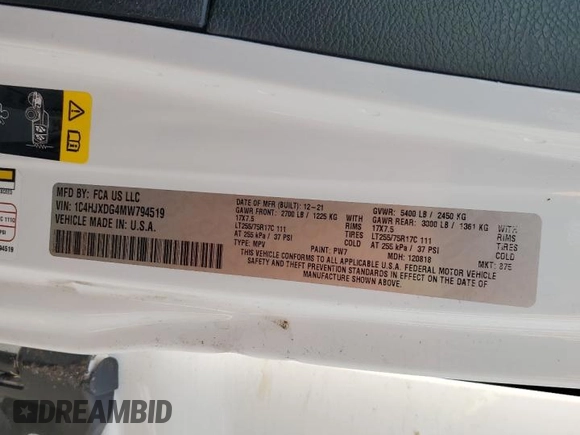 MFD BY: FCA US LLC
VIN: 1C4HJXDG4MW794519
VEHICLE MADE IN U.S.A.
DATE OF MFR (BUILT): 12-21
GAWR FRONT: 2700 LB / 1225 KG WITH
17X7.5 RIMS
LT255/75R17C 111 TIRES
AT 255 kPa / 37 PSI COLD
TYPE: MPV PAINT: PW7
GVWR: 5400 LB / 2450 KG
GAWR REAR: 3000 LB / 1361 KG WITH
17X7.5 RIMS
LT255/75R17C 111 TIRES
AT 255 kPa / 37 PSI COLD
MDH: 120818 MKT: 275
THIS VEHICLE CONFORMS TO ALL U.S.A. FEDERAL MOTOR VEHICLE
SAFETY AND THEFT PREVENTION STANDARDS IN EFFECT ON DATE OF
MANUFACTURE SHOWN ABOVE.
94519
DREAMBID